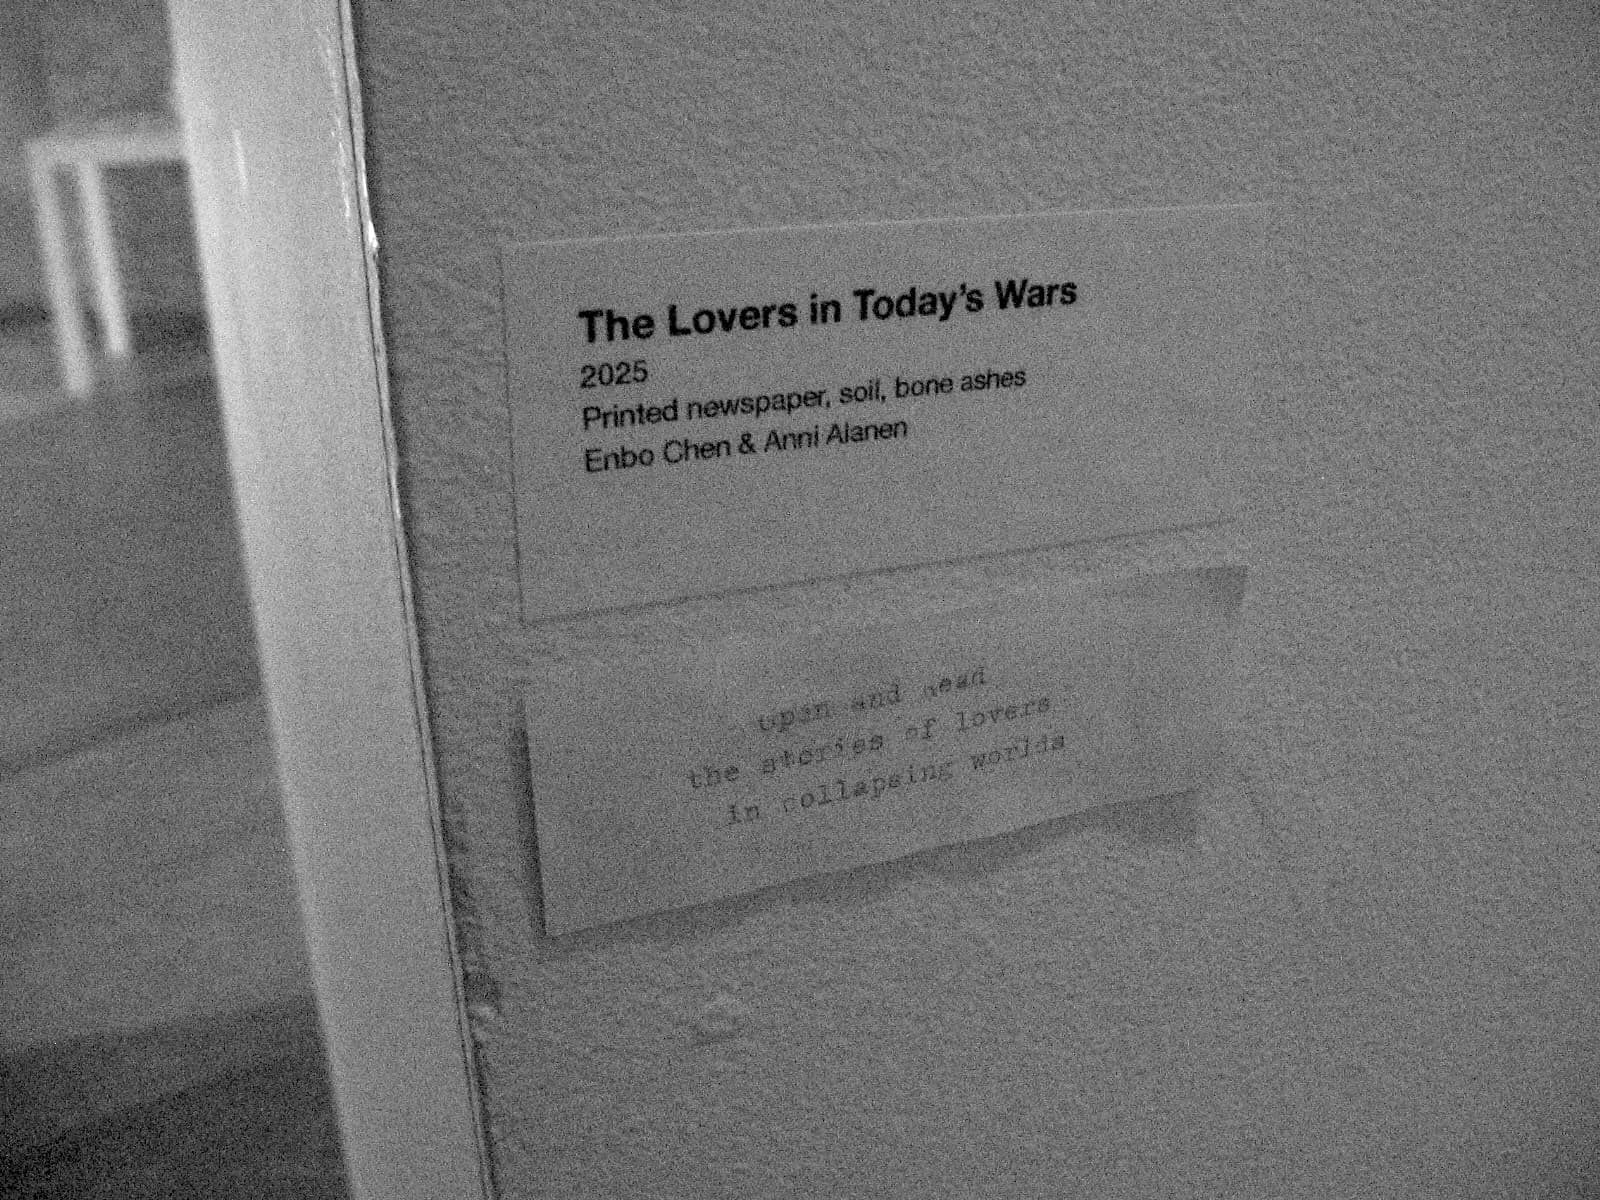 The Lovers in Today's Wars
2025
Printed newspaper, soil, bone ashes
Enbo Chen & Anni Alanen
open and read
the stories of lovers
in collapsing worlds